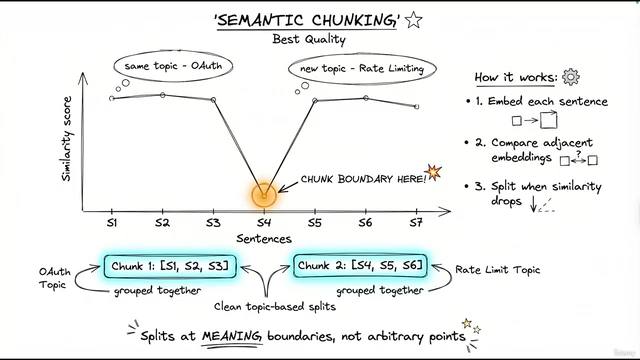 'SEMANTIC CHUNKING'
Best Quality
same topic - OAuth
new topic - Rate Limiting
Similarity score
CHUNK BOUNDARY HERE!
S1 S2 S3 S4 S5 S6 S7
Sentences
How it works:
• 1. Embed each sentence
• 2. Compare adjacent
embeddings
?
• 3. Split when similarity
drops
OAuth
Topic
Chunk 1: [S1, S2, S3]
grouped together
Chunk 2: [S4, S5, S6]
grouped together
Rate Limit Topic
Clean topic-based splits
Splits at MEANING boundaries, not arbitrary points